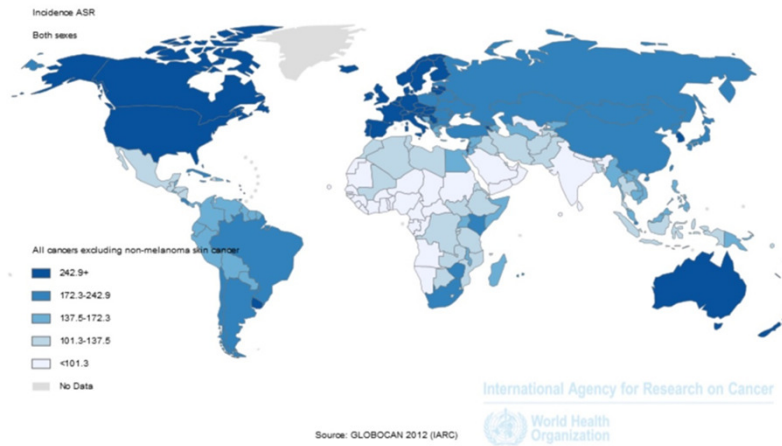 Incidence ASR
Both sexes
All cancers excluding non-melanoma skin cancer
242.9+
172.3-242.9
137.5-172.3
101.3-137.5
<101.3
No Data
International Agency for Research on Cancer
World Health
Organization
Source: GLOBOCAN 2012 (IARC)